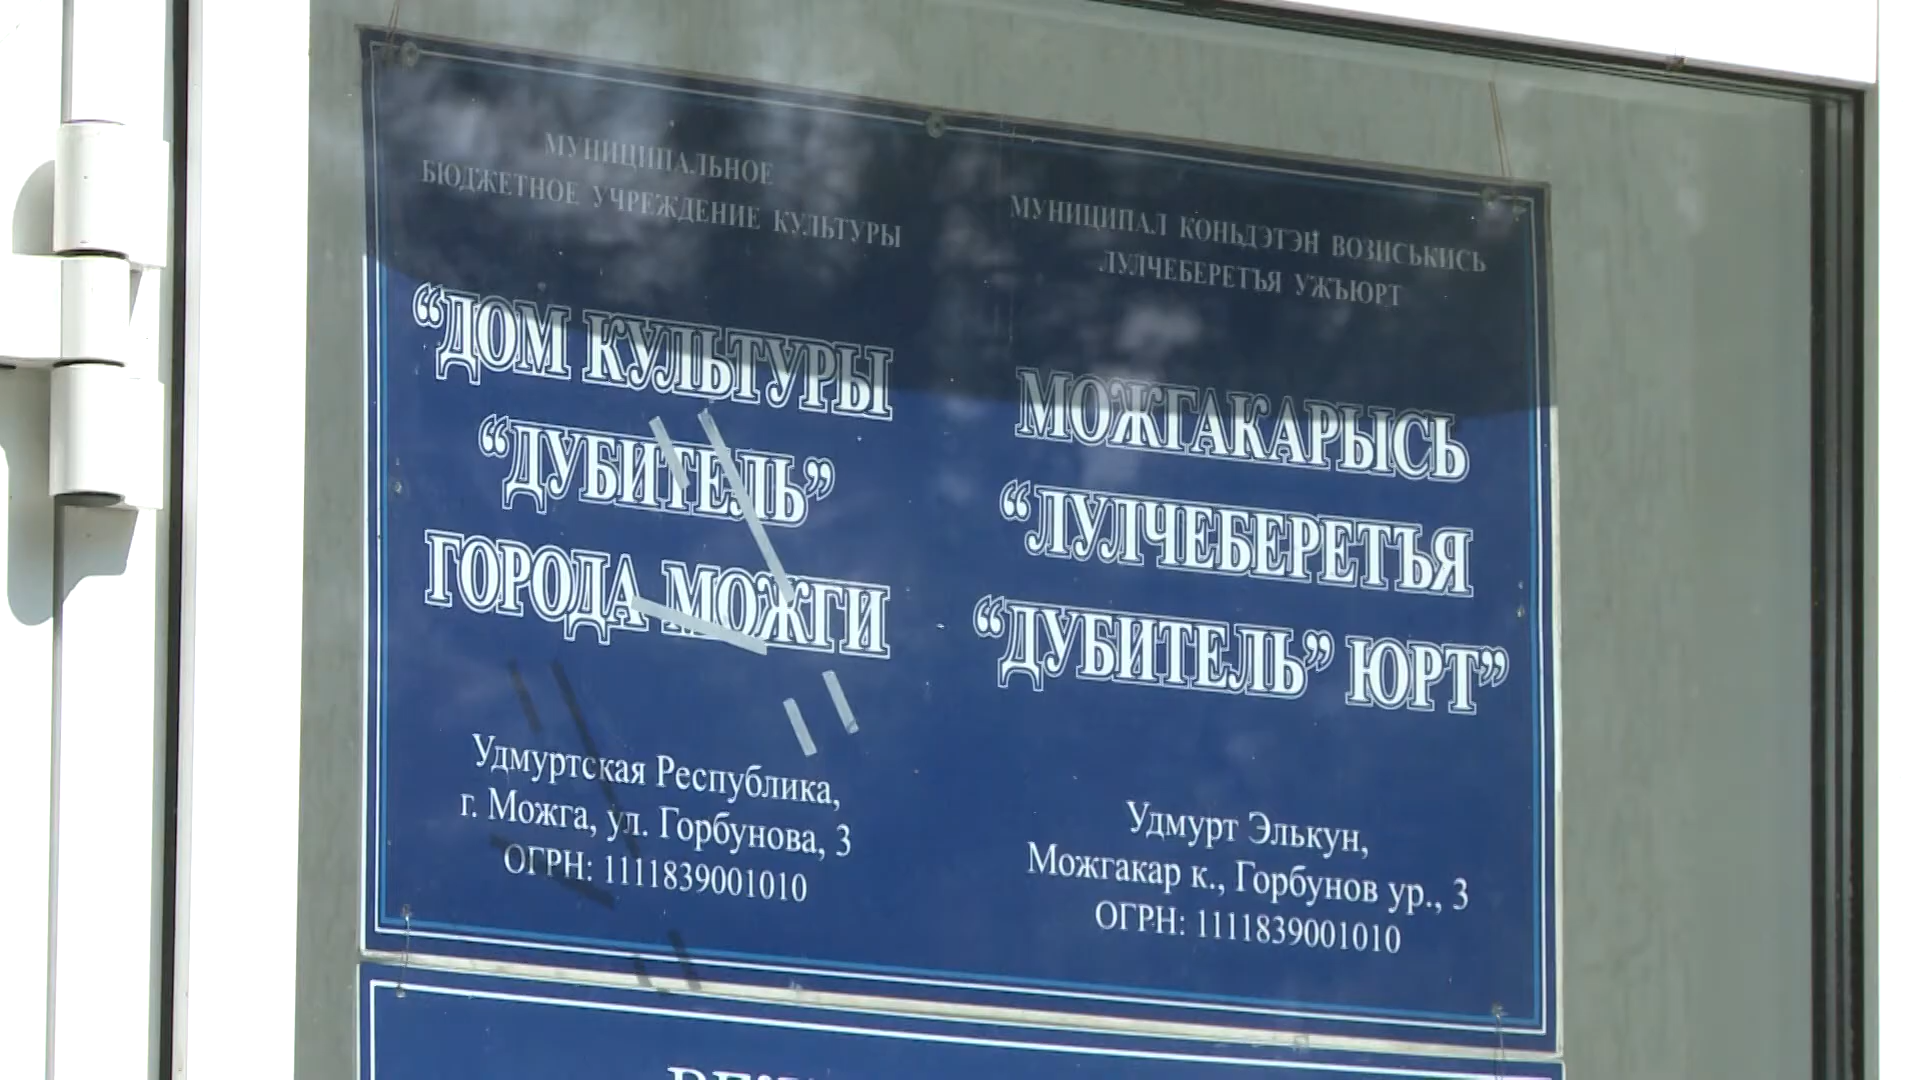 МУНИЦИПАЛЬНОЕ
БЮДЖЕТНОЕ УЧРЕЖДЕНИЕ КУЛЬТУРЫ
“ДОМ КУЛЬТУРЫ
“ДУБИТЕЛЬ”
ГОРОДА МОЖГИ
Удмуртская Республика,
г. Можга, ул. Горбунова, 3
ОГРН: 1111839001010
МУНИЦИПАЛ КОНЬДЭТЭН ВОЗИСЬКИСЬ
ЛУЛЧЕБЕРЕТЪЯ УЖЪЮРТ
МОЖГАКАРЫСЬ
“ЛУЛЧЕБЕРЕТЪЯ
“ДУБИТЕЛЬ” ЮРТ”
Удмурт Элькун,
Можгакар к., Горбунов ур., 3
ОГРН: 1111839001010